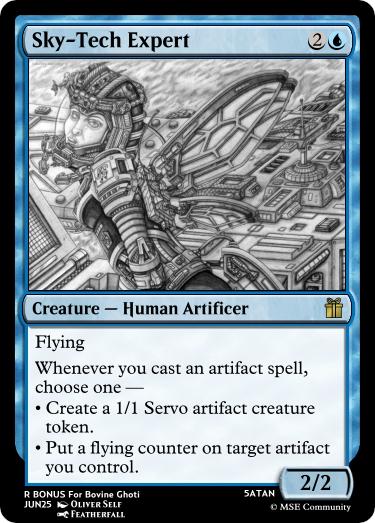 Sky-Tech Expert
2
Creature — Human Artificer
Flying
Whenever you cast an artifact spell,
choose one —
• Create a 1/1 Servo artifact creature
token.
• Put a flying counter on target artifact
you control.
2/2
R BONUS For Bovine Ghoti
5ATAN
© MSE Community
JUN25 Oliver Self
Featherfall